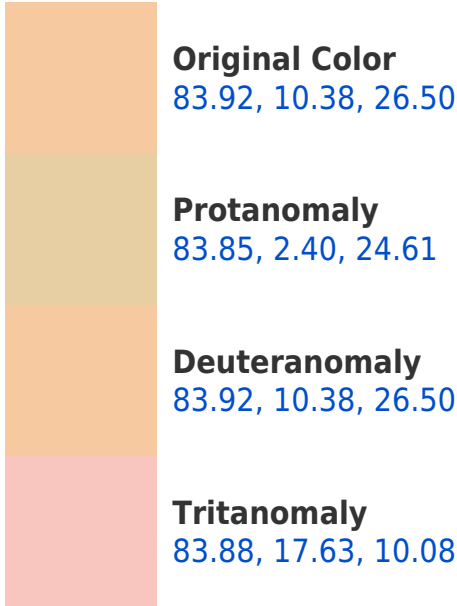 Original Color
83.92, 10.38, 26.50
Protanomaly
83.85, 2.40, 24.61
Deuteranomaly
83.92, 10.38, 26.50
Tritanomaly
83.88, 17.63, 10.08